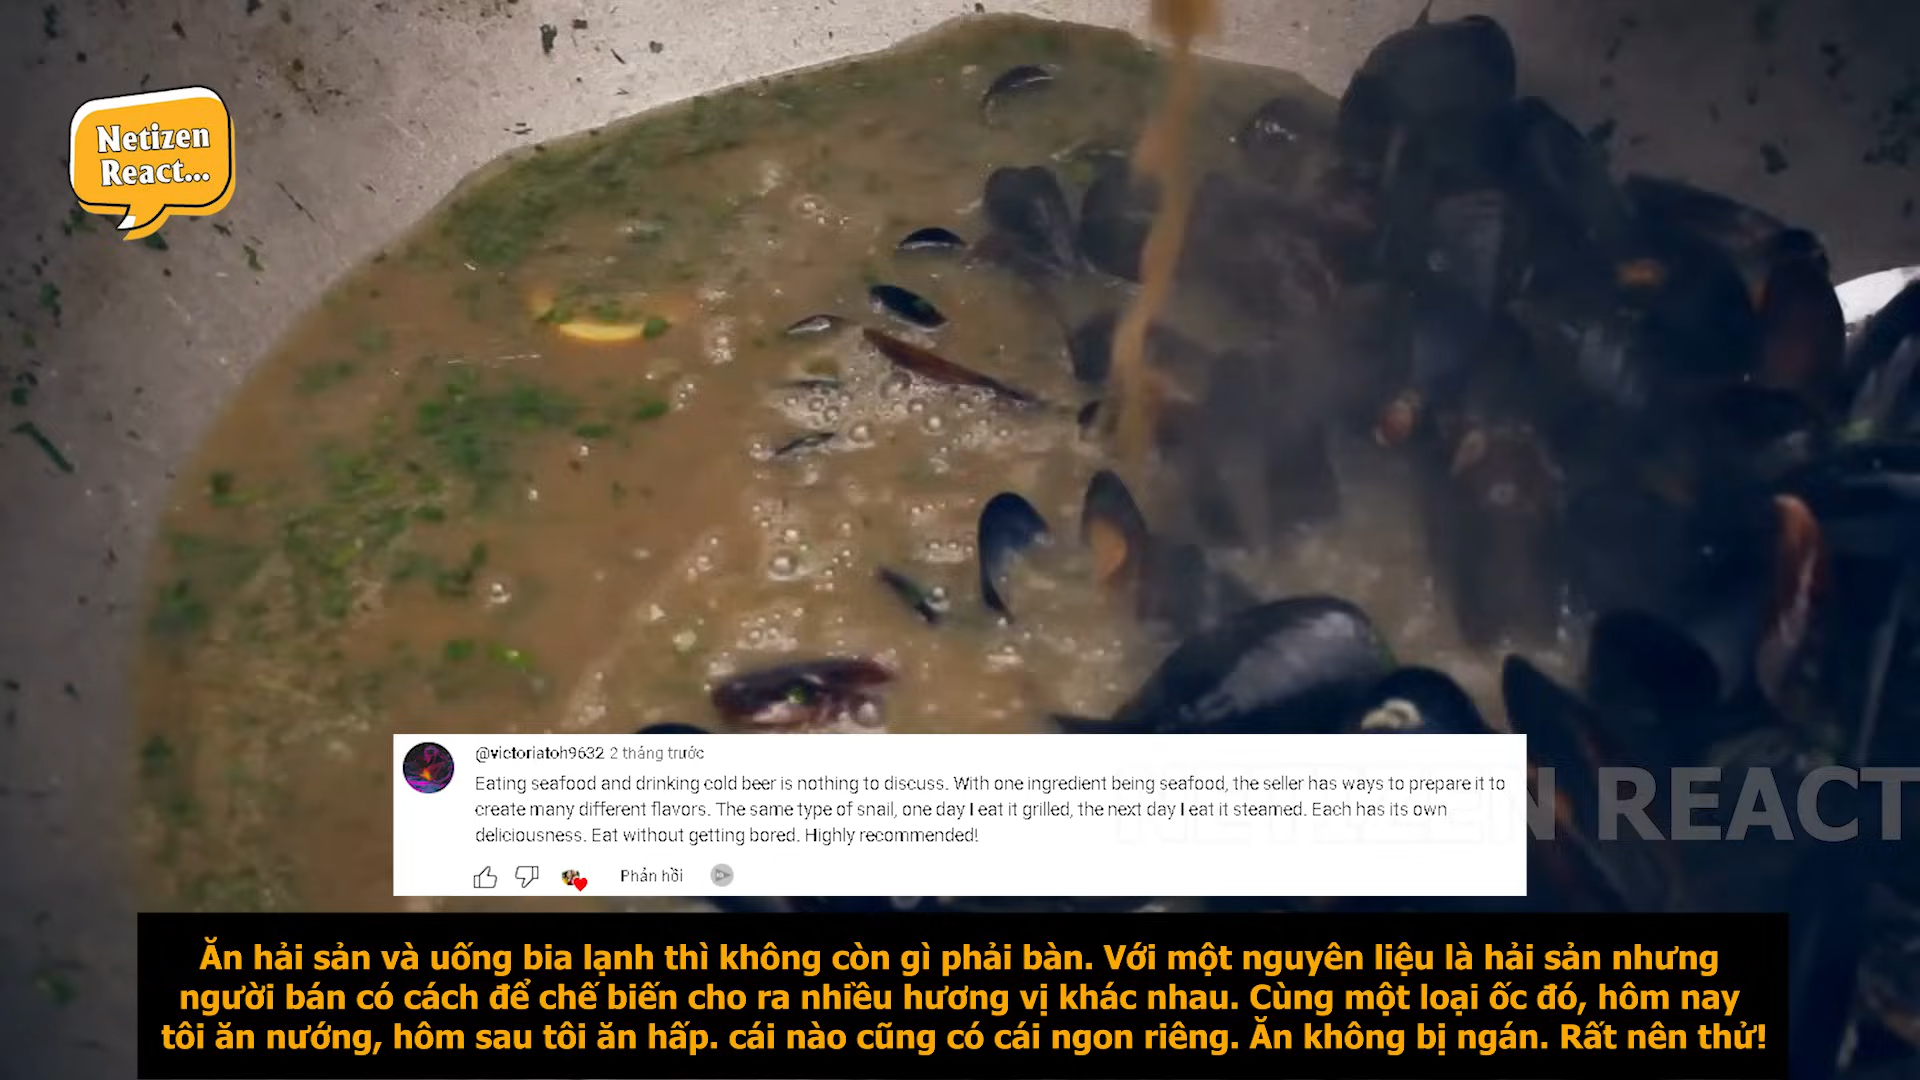 Netizen
React...
@victoriatoh9632 2 tháng trước
Eating seafood and drinking cold beer is nothing to discuss. With one ingredient being seafood, the seller has ways to prepare it to
create many different flavors. The same type of snail, one day I eat it grilled, the next day I eat it steamed. Each has its own
deliciousness. Eat without getting bored. Highly recommended!
Phản hồi
NETIZEN REACT
Ăn hải sản và uống bia lạnh thì không còn gì phải bàn. Với một nguyên liệu là hải sản nhưng
người bán có cách để chế biến cho ra nhiều hương vị khác nhau. Cùng một loại ốc đó, hôm nay
tôi ăn nướng, hôm sau tôi ăn hấp. cái nào cũng có cái ngon riêng. Ăn không bị ngán. Rất nên thử!